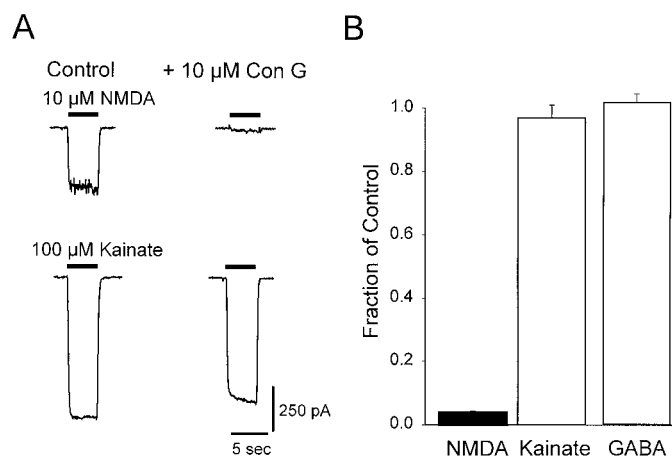 A
Control + 10 µM Con G
10 µM NMDA
100 µM Kainate
250 pA
5 sec
B
Fraction of Control
1.0
0.8
0.6
0.4
0.2
0.0
NMDA Kainate GABA